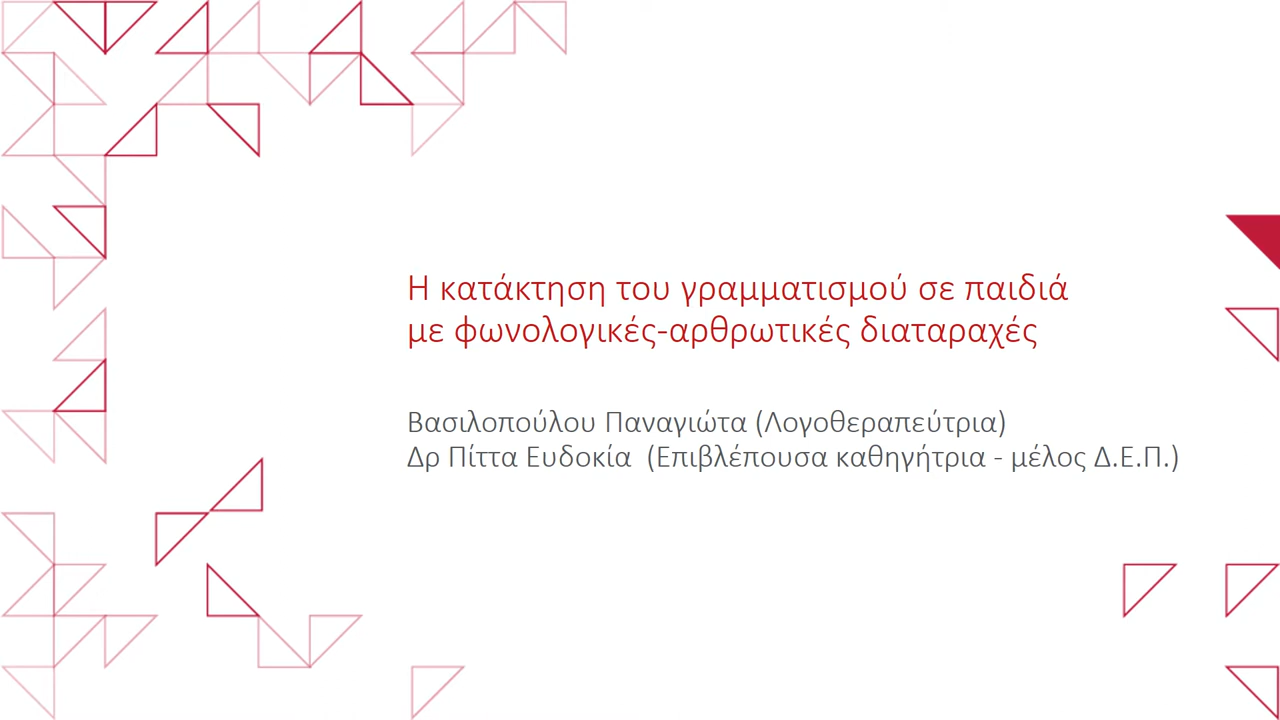 Η κατάκτηση του γραμματισμού σε παιδιά
με φωνολογικές-αρθρωτικές διαταραχές
Βασιλοπούλου Παναγιώτα (Λογοθεραπεύτρια)
Δρ Πίττα Ευδοκία (Επιβλέπουσα καθηγήτρια - μέλος Δ.Ε.Π.)